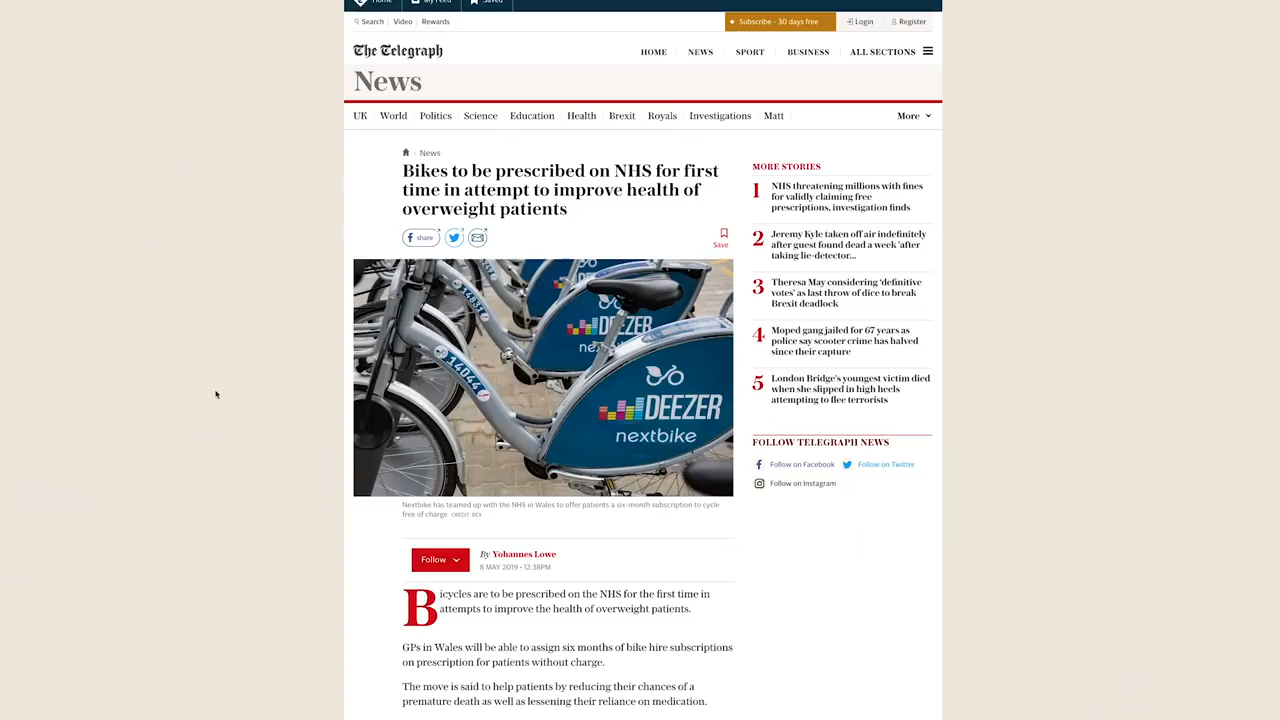 Home
My Feed
Saved
Search
Video
Rewards
Subscribe - 30 days free
Login
Register
The Telegraph
HOME
NEWS
SPORT
BUSINESS
ALL SECTIONS
News
UK
World
Politics
Science
Education
Health
Brexit
Royals
Investigations
Matt
More
News
Bikes to be prescribed on NHS for first
time in attempt to improve health of
overweight patients
share
Save
14044
DEEZER
nextbike
DEEZER
Nextbike has teamed up with the NHS in Wales to offer patients a six-month subscription to cycle
free of charge CREDIT: REX
Follow
By Yohannes Lowe
8 MAY 2019 • 12:38PM
Bicycles are to be prescribed on the NHS for the first time in
attempts to improve the health of overweight patients.
GPs in Wales will be able to assign six months of bike hire subscriptions
on prescription for patients without charge.
The move is said to help patients by reducing their chances of a
premature death as well as lessening their reliance on medication.
MORE STORIES
1
NHS threatening millions with fines
for validly claiming free
prescriptions, investigation finds
2
Jeremy Kyle taken off air indefinitely
after guest found dead a week 'after
taking lie-detector...
3
Theresa May considering 'definitive
votes' as last throw of dice to break
Brexit deadlock
4
Moped gang jailed for 67 years as
police say scooter crime has halved
since their capture
5
London Bridge's youngest victim died
when she slipped in high heels
attempting to flee terrorists
FOLLOW TELEGRAPH NEWS
Follow on Facebook
Follow on Twitter
Follow on Instagram